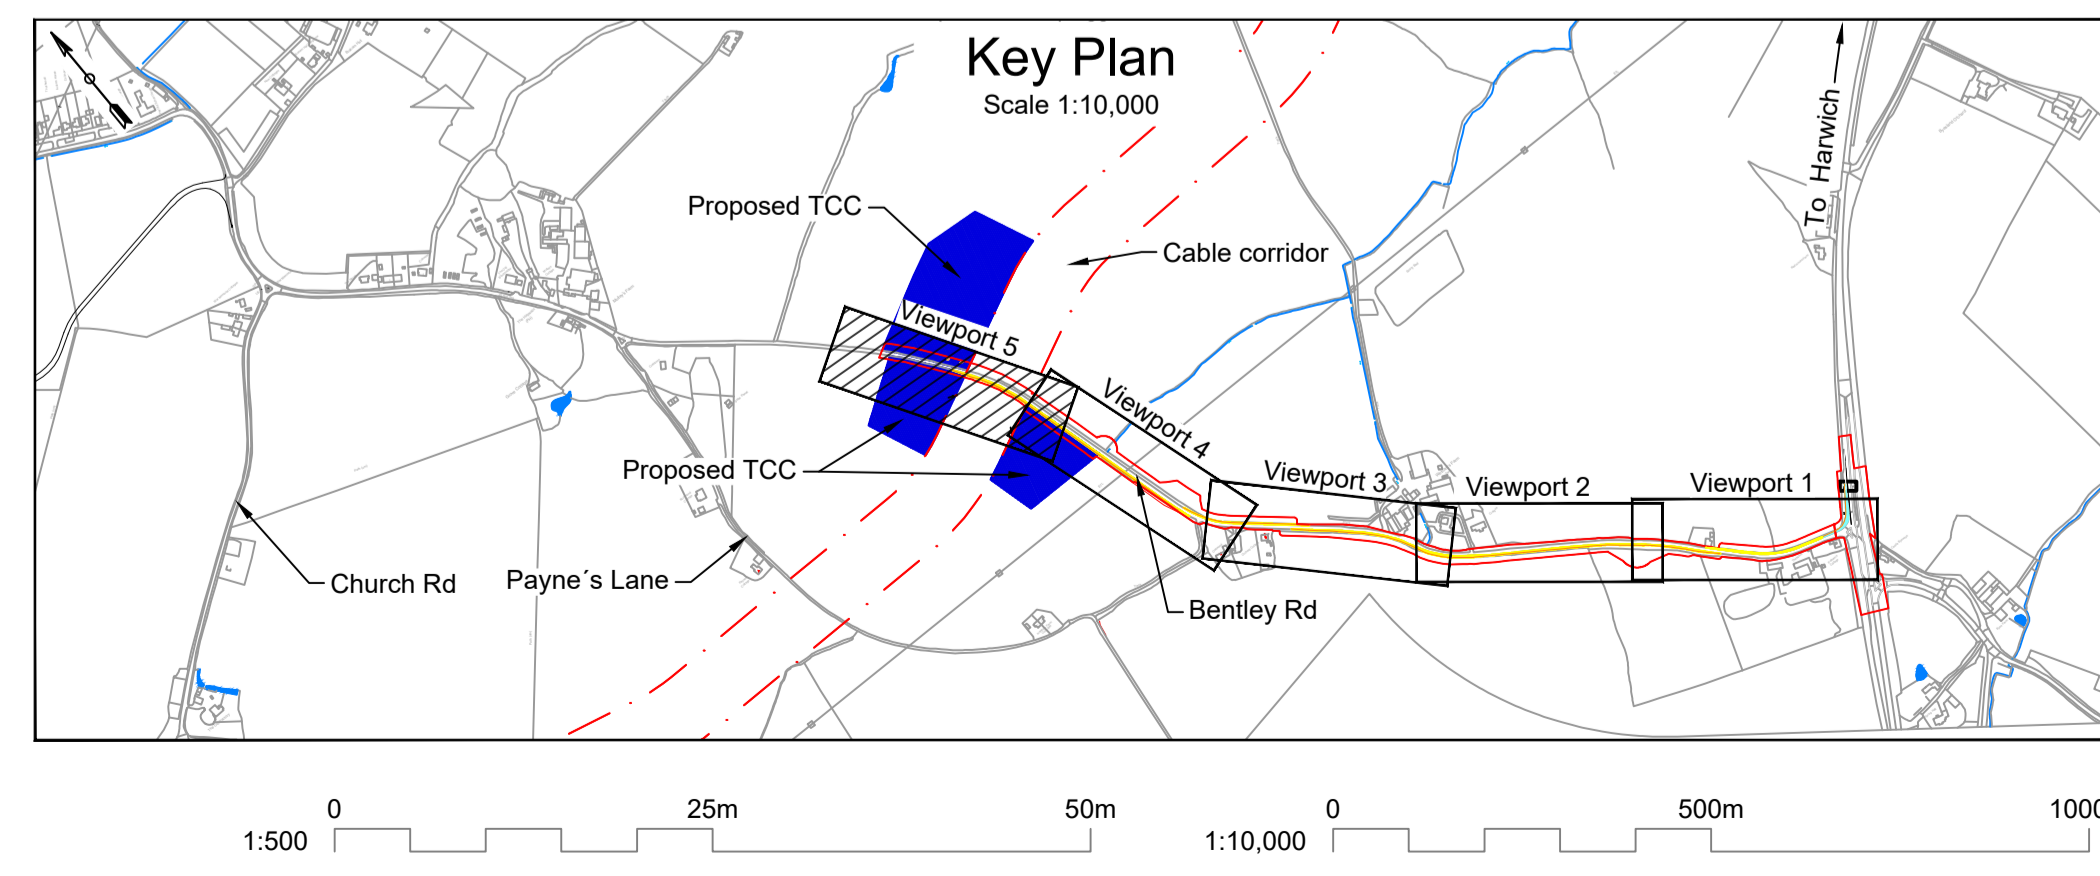 Key Plan
Scale 1:10,000
To Harwich
Proposed TCC
Cable corridor
Viewport 5
Viewport 4
Viewport 3
Viewport 2
Viewport 1
Proposed TCC
Church Rd
Payne´s Lane
Bentley Rd
0 25m 50m
1:500
0 500m
1:10,000